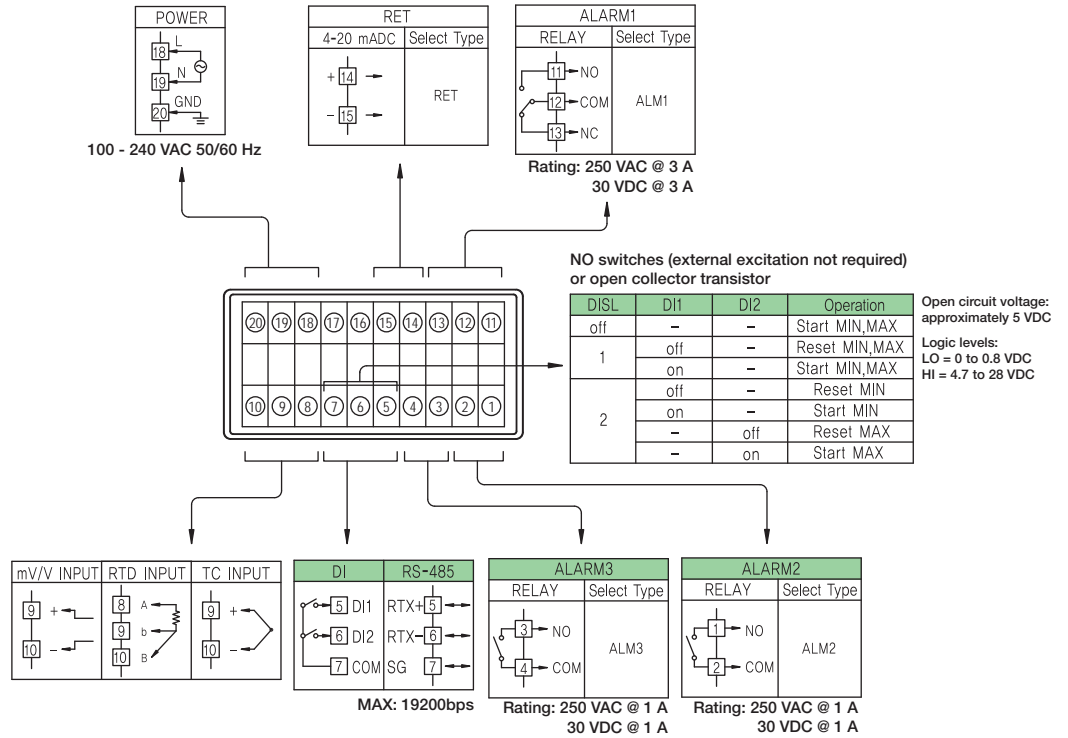 POWER
18 L
19 N
20 GND
100 - 240 VAC 50/60 Hz
RET
4-20 mADC Select Type
+ 14
- 15
RET
ALARM1
RELAY Select Type
11 NO
12 COM
13 NC
ALM1
Rating: 250 VAC @ 3 A
30 VDC @ 3 A
20 19 18 17 16 15 14 13 12 11
10 9 8 7 6 5 4 3 2 1
NO switches (external excitation not required)
or open collector transistor
DISL DI1 DI2 Operation
off – – Start MIN,MAX
1 off – Reset MIN,MAX
on – Start MIN,MAX
2 off – Reset MIN
on – Start MIN
– off Reset MAX
– on Start MAX
Open circuit voltage:
approximately 5 VDC
Logic levels:
LO = 0 to 0.8 VDC
HI = 4.7 to 28 VDC
mV/V INPUT RTD INPUT TC INPUT
9 +
10 -
8 A
9 b
10 B
9 +
10 -
DI RS-485
5 DI1 RTX+ 5
6 DI2 RTX- 6
7 COM SG 7
MAX: 19200bps
ALARM3
RELAY Select Type
3 NO
4 COM
ALM3
Rating: 250 VAC @ 1 A
30 VDC @ 1 A
ALARM2
RELAY Select Type
1 NO
2 COM
ALM2
Rating: 250 VAC @ 1 A
30 VDC @ 1 A